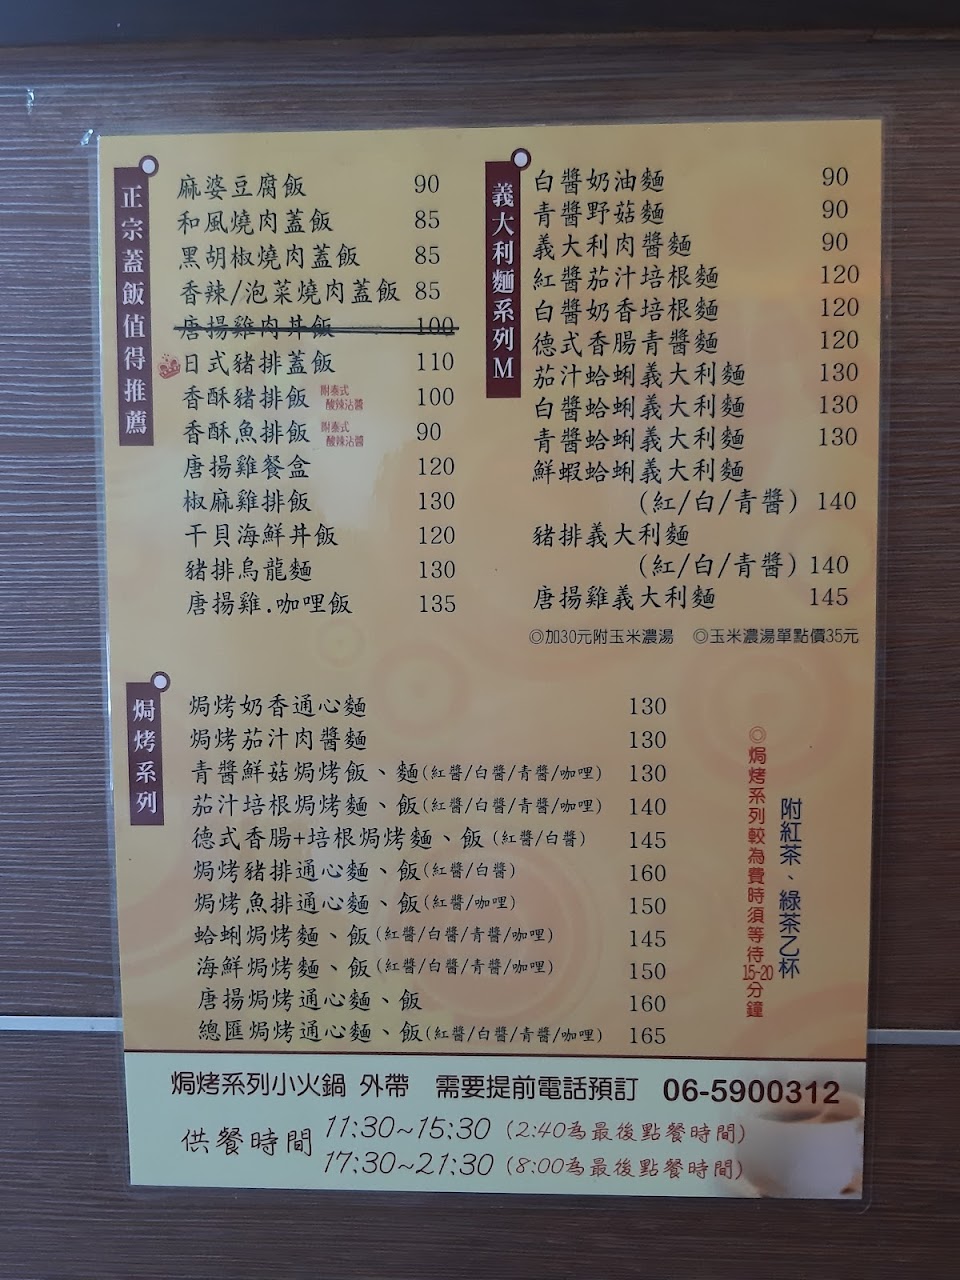 正宗蓋飯值得推薦
麻婆豆腐飯 90
和風燒肉蓋飯 85
黑胡椒燒肉蓋飯 85
香辣/泡菜燒肉蓋飯 85
唐揚雞肉丼飯 100
日式豬排蓋飯 110
香酥豬排飯 附泰式酸辣沾醬 100
香酥魚排飯 附泰式酸辣沾醬 90
唐揚雞餐盒 120
椒麻雞排飯 130
干貝海鮮丼飯 120
豬排烏龍麵 130
唐揚雞.咖哩飯 135
義大利麵系列M
白醬奶油麵 90
青醬野菇麵 90
義大利肉醬麵 90
紅醬茄汁培根麵 120
白醬奶香培根麵 120
德式香腸青醬麵 120
茄汁蛤蜊義大利麵 130
白醬蛤蜊義大利麵 130
青醬蛤蜊義大利麵 130
鮮蝦蛤蜊義大利麵
(紅/白/青醬) 140
豬排義大利麵
(紅/白/青醬) 140
唐揚雞義大利麵 145
◎加30元附玉米濃湯 ◎玉米濃湯單點價35元
焗烤系列
焗烤奶香通心麵 130
焗烤茄汁肉醬麵 130
青醬鮮菇焗烤飯、麵(紅醬/白醬/青醬/咖哩) 130
茄汁培根焗烤麵、飯(紅醬/白醬/青醬/咖哩) 140
德式香腸+培根焗烤麵、飯(紅醬/白醬) 145
焗烤豬排通心麵、飯(紅醬/白醬) 160
焗烤魚排通心麵、飯(紅醬/咖哩) 150
蛤蜊焗烤麵、飯(紅醬/白醬/青醬/咖哩) 145
海鮮焗烤麵、飯(紅醬/白醬/青醬/咖哩) 150
唐揚焗烤通心麵、飯 160
總匯焗烤通心麵、飯(紅醬/白醬/青醬/咖哩) 165
附紅茶、綠茶乙杯
◎焗烤系列較為費時須等待15-20分鐘
焗烤系列小火鍋 外帶 需要提前電話預訂 06-5900312
供餐時間
11:30~15:30 (2:40為最後點餐時間)
17:30~21:30 (8:00為最後點餐時間)